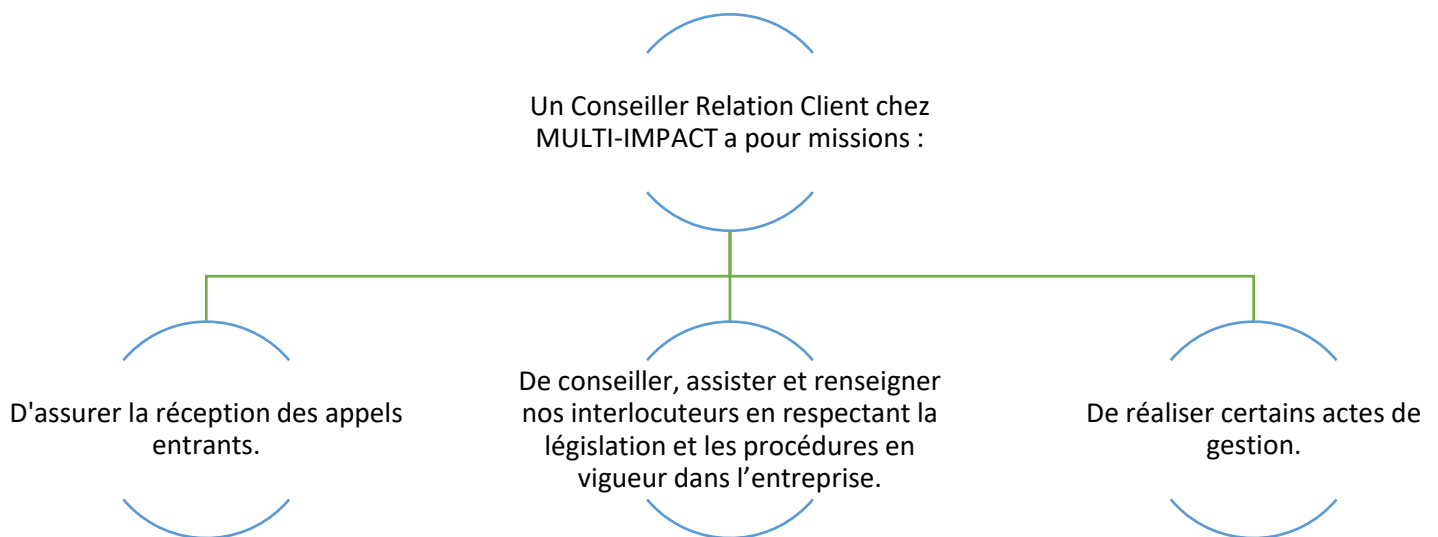 Un Conseiller Relation Client chez
MULTI-IMPACT a pour missions :
D'assurer la réception des appels
entrants.
De conseiller, assister et renseigner
nos interlocuteurs en respectant la
législation et les procédures en
vigueur dans l’entreprise.
De réaliser certains actes de
gestion.